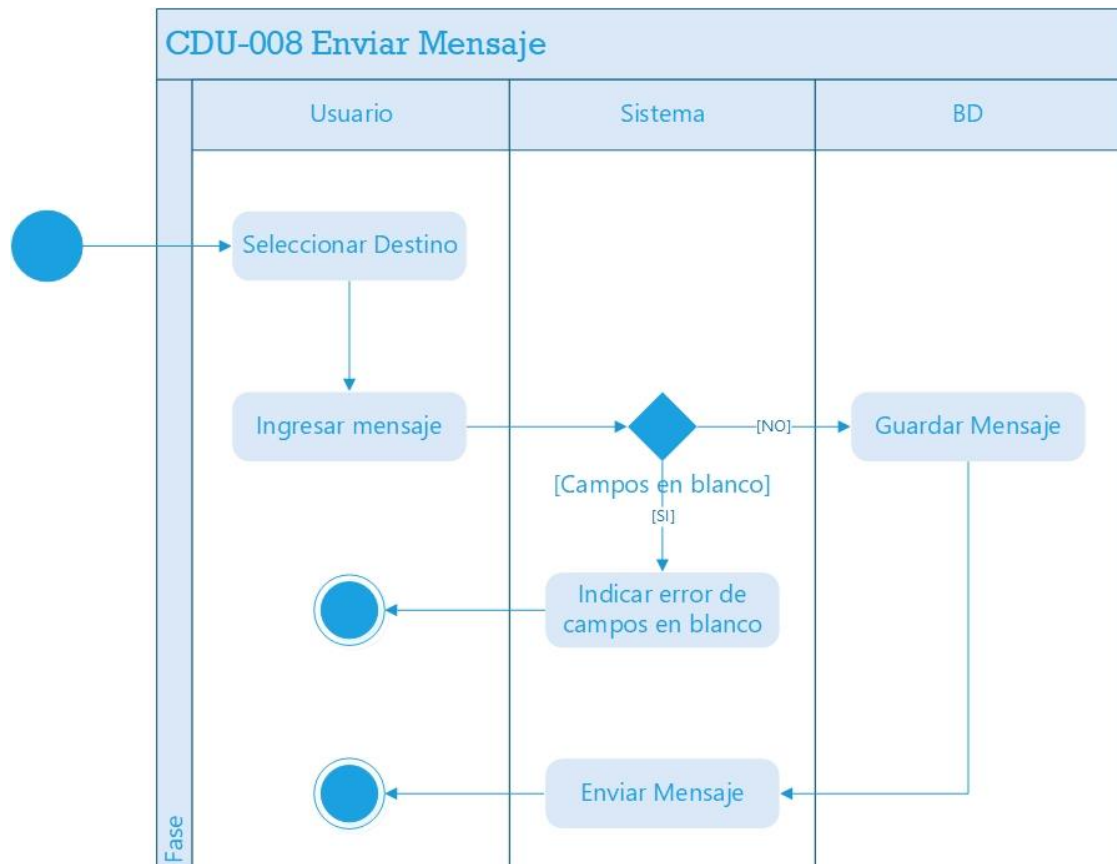 CDU-008 Enviar Mensaje
Usuario
Sistema
BD
Seleccionar Destino
Ingresar mensaje
[NO]
Guardar Mensaje
[Campos en blanco]
[SI]
Indicar error de
campos en blanco
Enviar Mensaje
Fase